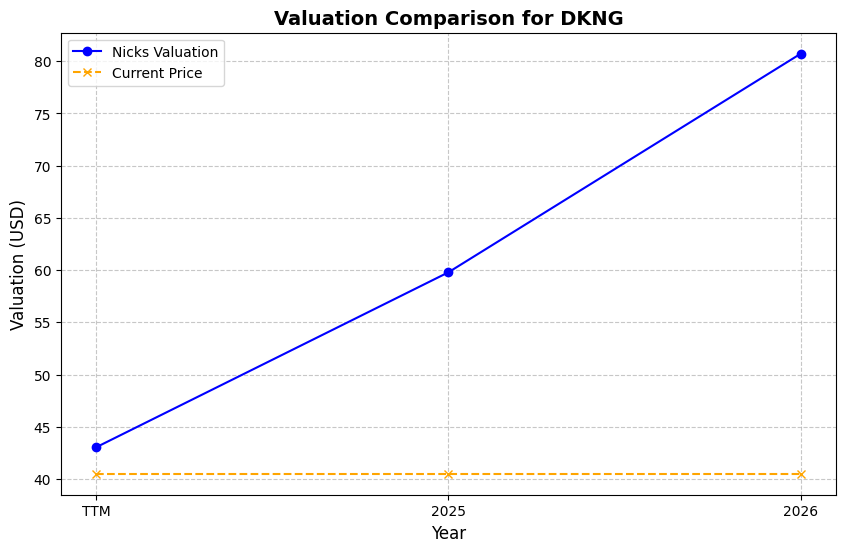 Valuation Comparison for DKNG
Nicks Valuation
Current Price
80
75
70
65
60
55
50
45
40
Valuation (USD)
TTM
2025
2026
Year